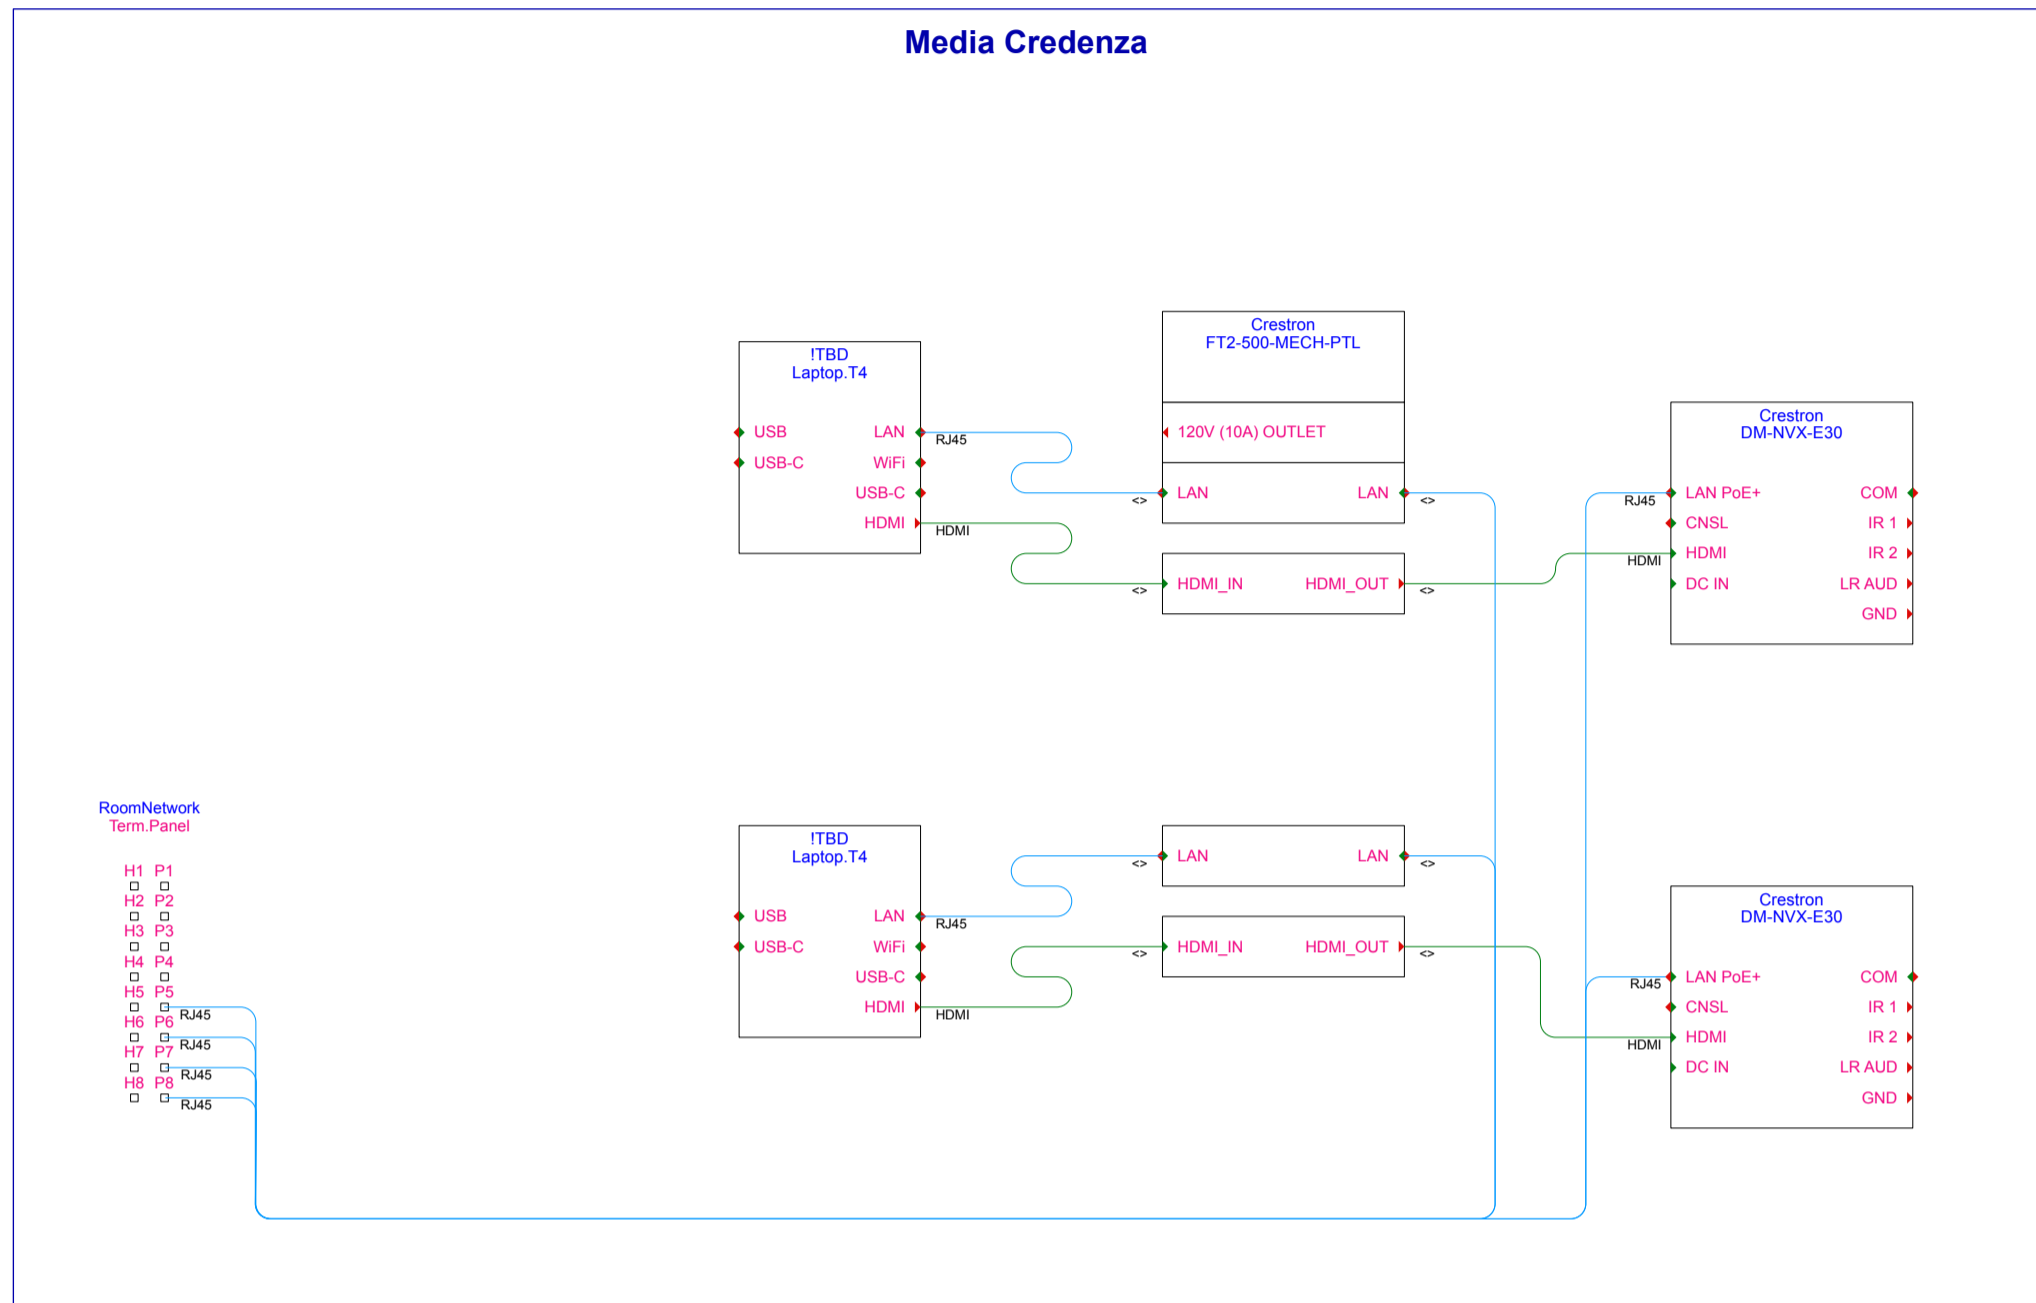 Media Credenza
!TBD
Laptop.T4
USB LAN
RJ45
USB-C WiFi
USB-C
HDMI
HDMI
Crestron
FT2-500-MECH-PTL
120V (10A) OUTLET
LAN LAN
<> <>
HDMI_IN HDMI_OUT
<> <>
Crestron
DM-NVX-E30
LAN PoE+ COM
RJ45
CNSL IR 1
HDMI IR 2
HDMI
DC IN LR AUD
GND
RoomNetwork
Term.Panel
H1 P1
H2 P2
H3 P3
H4 P4
H5 P5
RJ45
H6 P6
RJ45
H7 P7
RJ45
H8 P8
RJ45
!TBD
Laptop.T4
USB LAN
RJ45
USB-C WiFi
USB-C
HDMI
HDMI
LAN LAN
<> <>
HDMI_IN HDMI_OUT
<> <>
Crestron
DM-NVX-E30
LAN PoE+ COM
RJ45
CNSL IR 1
HDMI IR 2
HDMI
DC IN LR AUD
GND